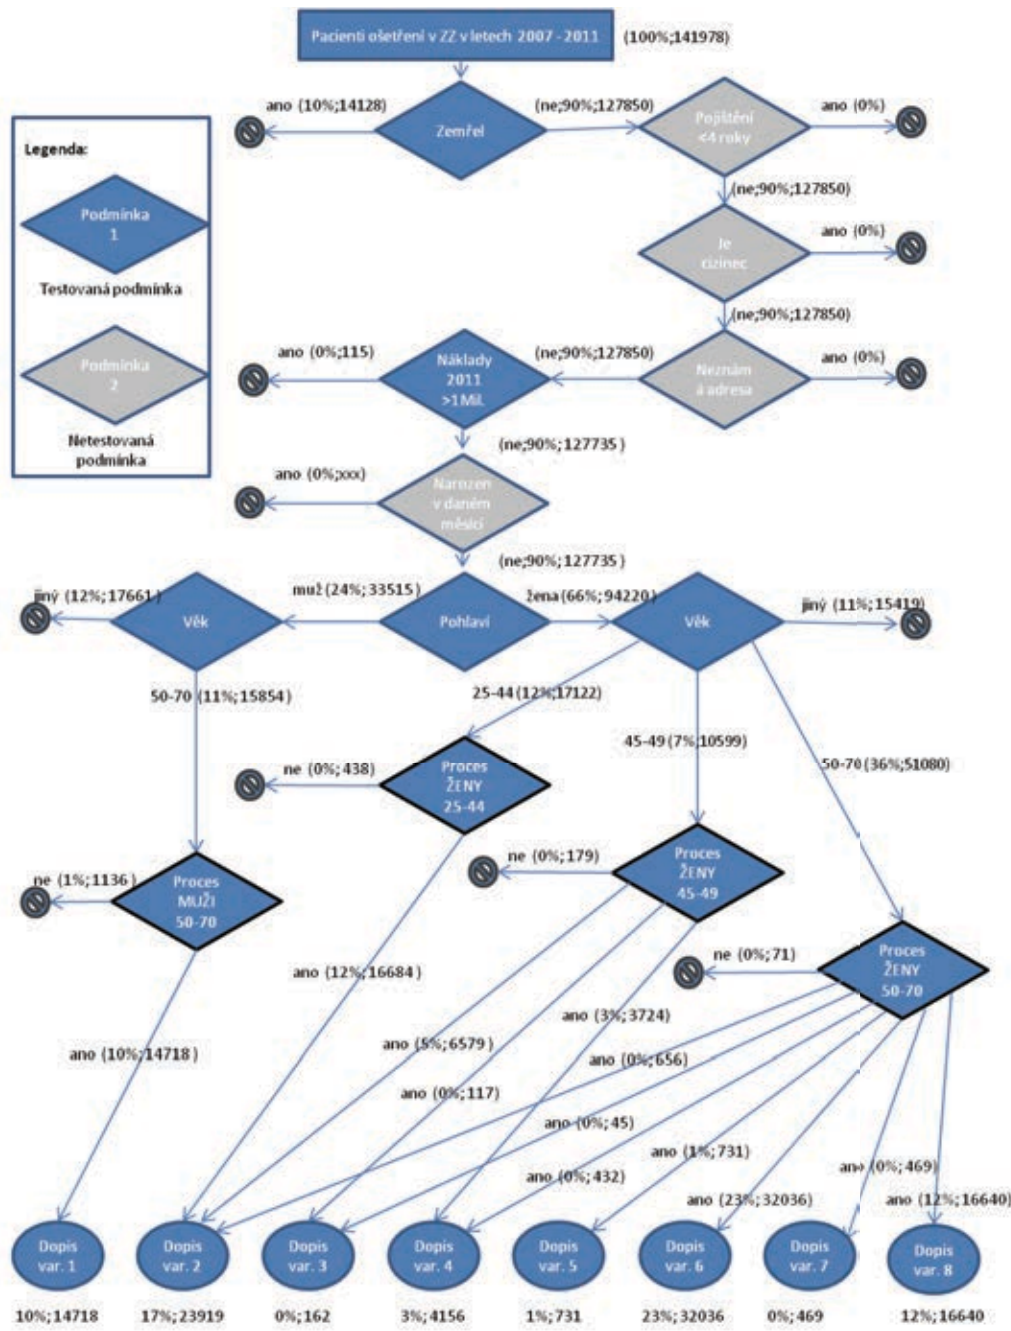 Pacienti ošetření v ZZ v letech 2007 - 2011
(100%;141978)
ano (10%;14128)
Zemřel
(ne;90%;127850)
Pojištění
<4 roky
ano (0%)
Legenda:
Podmínka
1
Testovaná podmínka
Podmínka
2
Netestovaná
podmínka
(ne;90%;127850)
Je
cizinec
ano (0%)
(ne;90%;127850)
ano (0%;115)
Náklady
2011
>1Mil.
(ne;90%;127850)
Neznám
á adresa
ano (0%)
(ne;90%; 127735 )
ano (0%;xxx)
Narozen
v daném
měsíci
(ne;90%; 127735 )
jiný (12%; 17661)
Věk
muž (24%; 33515)
Pohlaví
žena (66%; 94220)
Věk
jiný (11%; 15419)
50-70 (11%; 15854)
25-44 (12%; 17122)
45-49 (7%;10599)
50-70 (36%;51080)
ne (0%; 438)
Proces
ŽENY
25-44
ne (1%;1136)
Proces
MUŽI
50-70
ne (0%; 179)
Proces
ŽENY
45-49
ne (0%; 71)
Proces
ŽENY
50-70
ano (12%;16684)
ano (10%;14718)
ano (3%; 3724)
ano (5%; 6579)
ano (0%; 656)
ano (0%;117)
ano (0%; 45)
ano (1%; 731)
ano (0%; 432)
ano (0%; 469)
ano (23%; 32036)
ano (12%;16640)
Dopis
var. 1
Dopis
var. 2
Dopis
var. 3
Dopis
var. 4
Dopis
var. 5
Dopis
var. 6
Dopis
var. 7
Dopis
var. 8
10%;14718
17%;23919
0%;162
3%;4156
1%;731
23%;32036
0%;469
12%;16640